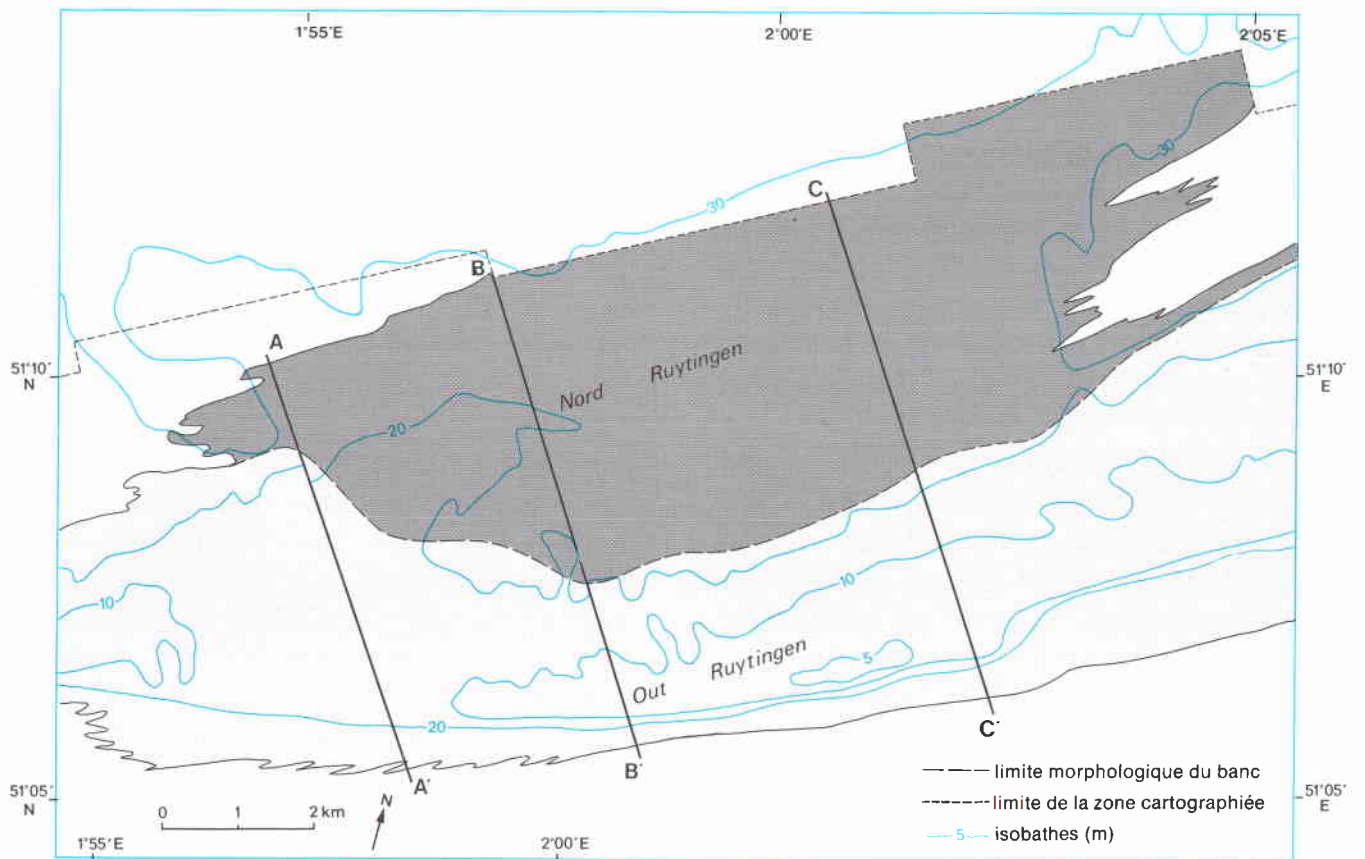 1°55′E
2°00′E
2°05′E
30
30
C
B
A
51°10′
N
51°10′
E
Nord Ruytingen
20
10
10
Ruytingen
5
Out
20
C′
B′
A′
51°05′
N
51°05′
E
0 1 2 km
N
1°55′E
2°00′E
limite morphologique du banc
limite de la zone cartographiée
5 isobathes (m)